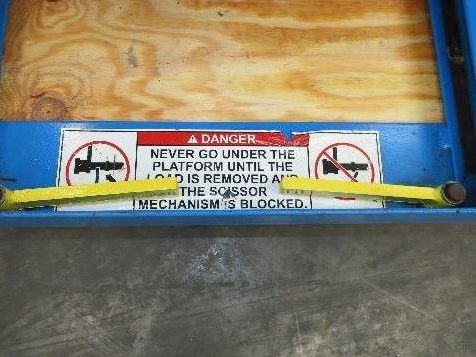 DANGER
NEVER GO UNDER THE
PLATFORM UNTIL THE
LOAD IS REMOVED AND
THE SCISSOR
MECHANISM IS BLOCKED.